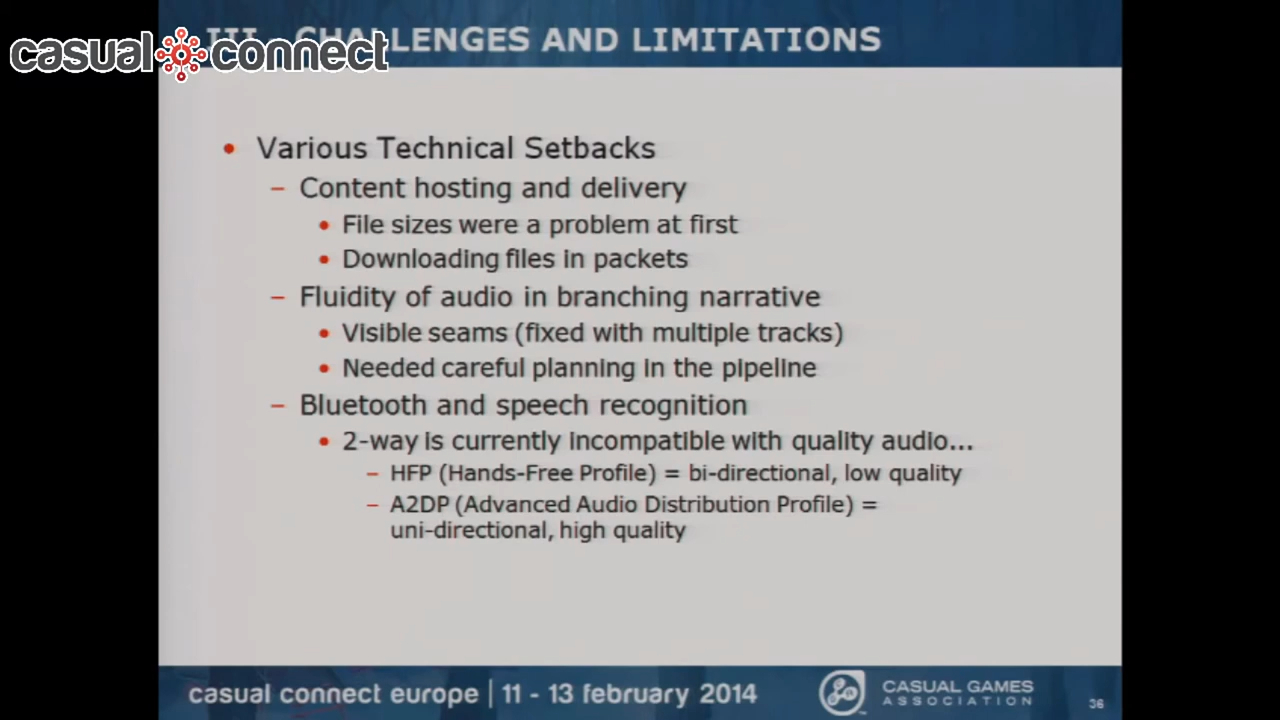 casual connect
III - CHALLENGES AND LIMITATIONS
• Various Technical Setbacks
– Content hosting and delivery
• File sizes were a problem at first
• Downloading files in packets
– Fluidity of audio in branching narrative
• Visible seams (fixed with multiple tracks)
• Needed careful planning in the pipeline
– Bluetooth and speech recognition
• 2-way is currently incompatible with quality audio...
– HFP (Hands-Free Profile) = bi-directional, low quality
– A2DP (Advanced Audio Distribution Profile) =
uni-directional, high quality
casual connect europe | 11 - 13 february 2014
CASUAL GAMES
ASSOCIATION
36